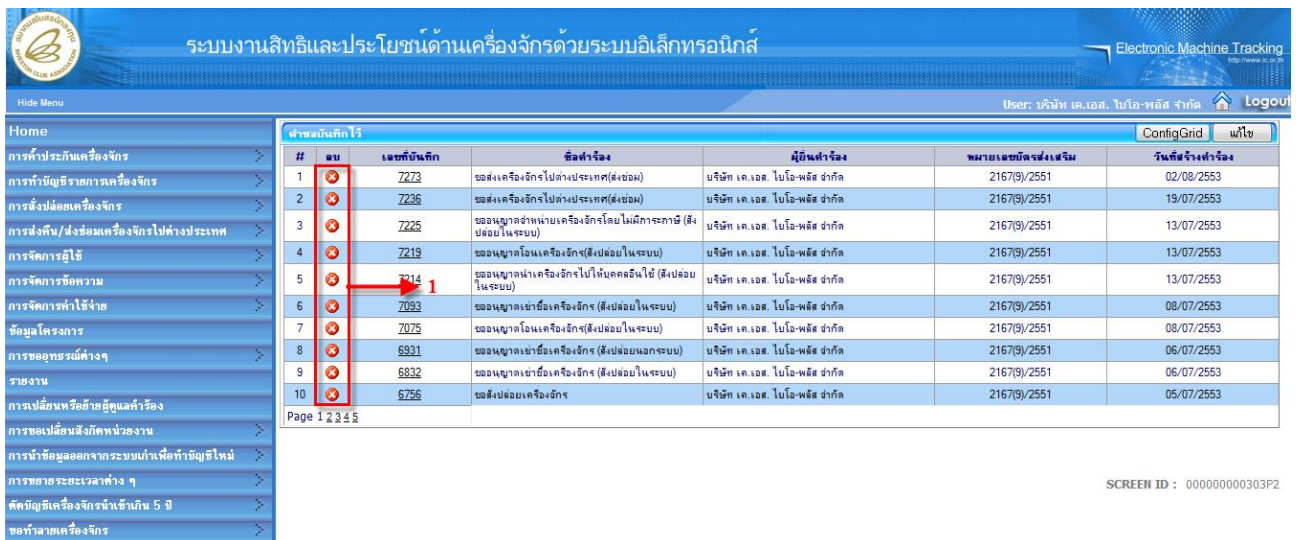 ระบบงานสิทธิและประโยชน์ด้านเครื่องจักรด้วยระบบอิเล็กทรอนิกส์
Electronic Machine Tracking
http://www.ic.or.th
Hide Menu
User: บริษัท เค.เอส. ไบโอ-พลัส จำกัด Logout
Home
การค้ำประกันเครื่องจักร
การทำบัญชีรายการเครื่องจักร
การสั่งปล่อยเครื่องจักร
การส่งคืน/ส่งซ่อมเครื่องจักรไปต่างประเทศ
การจัดการผู้ใช้
การจัดการข้อความ
การจัดการค่าใช้จ่าย
ข้อมูลโครงการ
การขออุทธรณ์ต่างๆ
รายงาน
การเปลี่ยนหรือย้ายผู้ดูแลคำร้อง
การขอเปลี่ยนสังกัดหน่วยงาน
การนำข้อมูลออกจากระบบเก่าเพื่อทำบัญชีใหม่
การขยายระยะเวลาต่าง ๆ
ตัดบัญชีเครื่องจักรนำเข้าเกิน 5 ปี
ขอทำลายเครื่องจักร
คำขอบันทึกไว้ ConfigGrid แก้ไข
# ลบ เลขที่บันทึก ชื่อคำร้อง ผู้ยื่นคำร้อง หมายเลขบัตรส่งเสริม วันที่สร้างคำร้อง
1 7273 ขอส่งเครื่องจักรไปต่างประเทศ(ส่งซ่อม) บริษัท เค.เอส. ไบโอ-พลัส จำกัด 2167(9)/2551 02/08/2553
2 7236 ขอส่งเครื่องจักรไปต่างประเทศ(ส่งซ่อม) บริษัท เค.เอส. ไบโอ-พลัส จำกัด 2167(9)/2551 19/07/2553
3 7225 ขออนุญาตจำหน่ายเครื่องจักรโดยไม่มีภาระภาษี (สั่ง
ปล่อยในระบบ) บริษัท เค.เอส. ไบโอ-พลัส จำกัด 2167(9)/2551 13/07/2553
4 7219 ขออนุญาตโอนเครื่องจักร(สั่งปล่อยในระบบ) บริษัท เค.เอส. ไบโอ-พลัส จำกัด 2167(9)/2551 13/07/2553
5 7214 ขออนุญาตนำเครื่องจักรไปให้บุคคลอื่นใช้ (สั่งปล่อย
ในระบบ) บริษัท เค.เอส. ไบโอ-พลัส จำกัด 2167(9)/2551 13/07/2553
1
6 7093 ขออนุญาตเช่าซื้อเครื่องจักร (สั่งปล่อยในระบบ) บริษัท เค.เอส. ไบโอ-พลัส จำกัด 2167(9)/2551 08/07/2553
7 7075 ขออนุญาตโอนเครื่องจักร(สั่งปล่อยในระบบ) บริษัท เค.เอส. ไบโอ-พลัส จำกัด 2167(9)/2551 08/07/2553
8 6931 ขออนุญาตเช่าซื้อเครื่องจักร (สั่งปล่อยนอกระบบ) บริษัท เค.เอส. ไบโอ-พลัส จำกัด 2167(9)/2551 06/07/2553
9 6832 ขออนุญาตเช่าซื้อเครื่องจักร (สั่งปล่อยในระบบ) บริษัท เค.เอส. ไบโอ-พลัส จำกัด 2167(9)/2551 06/07/2553
10 6756 ขอสั่งปล่อยเครื่องจักร บริษัท เค.เอส. ไบโอ-พลัส จำกัด 2167(9)/2551 05/07/2553
Page 1 2 3 4 5
SCREEN ID : 000000000303P2